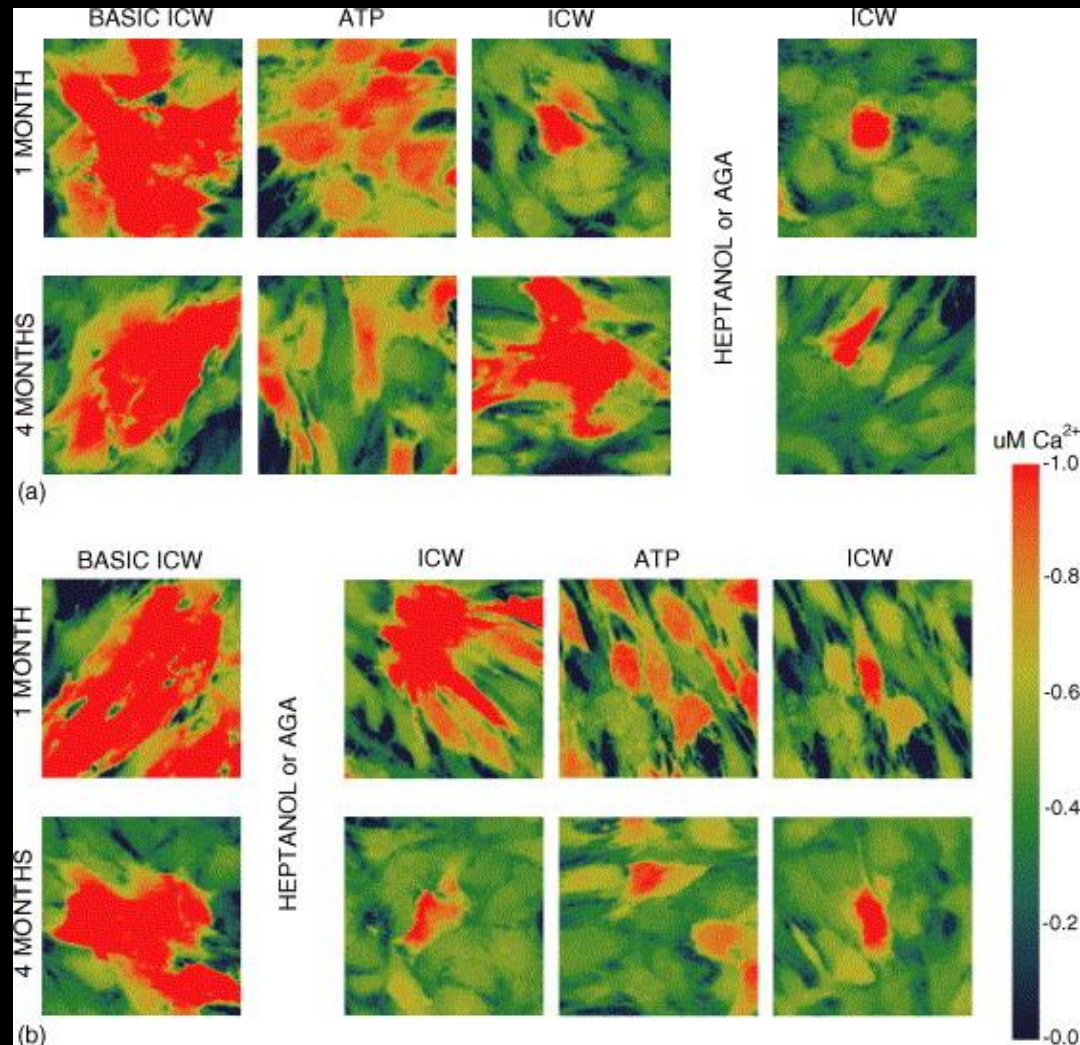 BASIC ICW ATP ICW ICW
1 MONTH
HEPTANOL or AGA
4 MONTHS
(a)
uM Ca2+
-1.0
-0.8
-0.6
-0.4
-0.2
-0.0
BASIC ICW ICW ATP ICW
1 MONTH
HEPTANOL or AGA
4 MONTHS
(b)